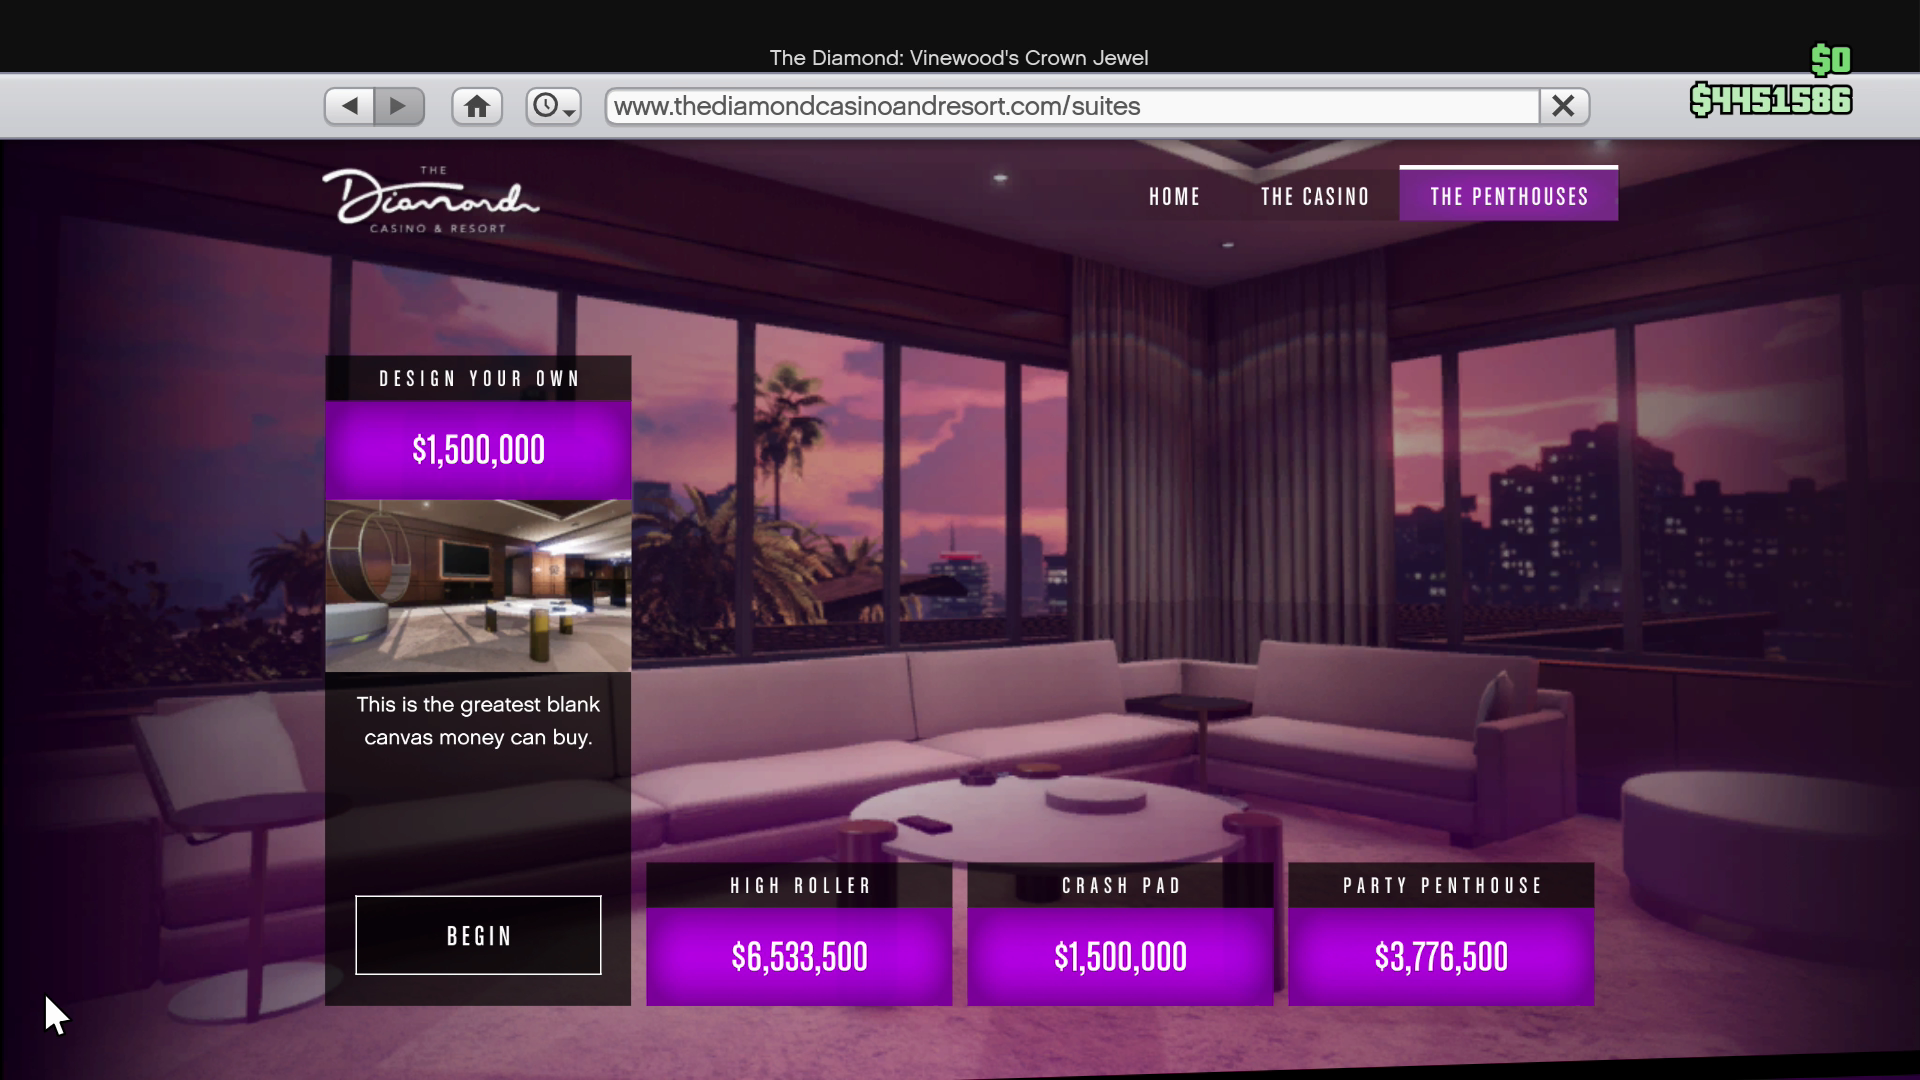 The Diamond: Vinewood's Crown Jewel
$0
$4451586
www.thediamondcasinoandresort.com/suites
THE
Diamond
CASINO & RESORT
HOME
THE CASINO
THE PENTHOUSES
DESIGN YOUR OWN
$1,500,000
This is the greatest blank
canvas money can buy.
BEGIN
HIGH ROLLER
$6,533,500
CRASH PAD
$1,500,000
PARTY PENTHOUSE
$3,776,500